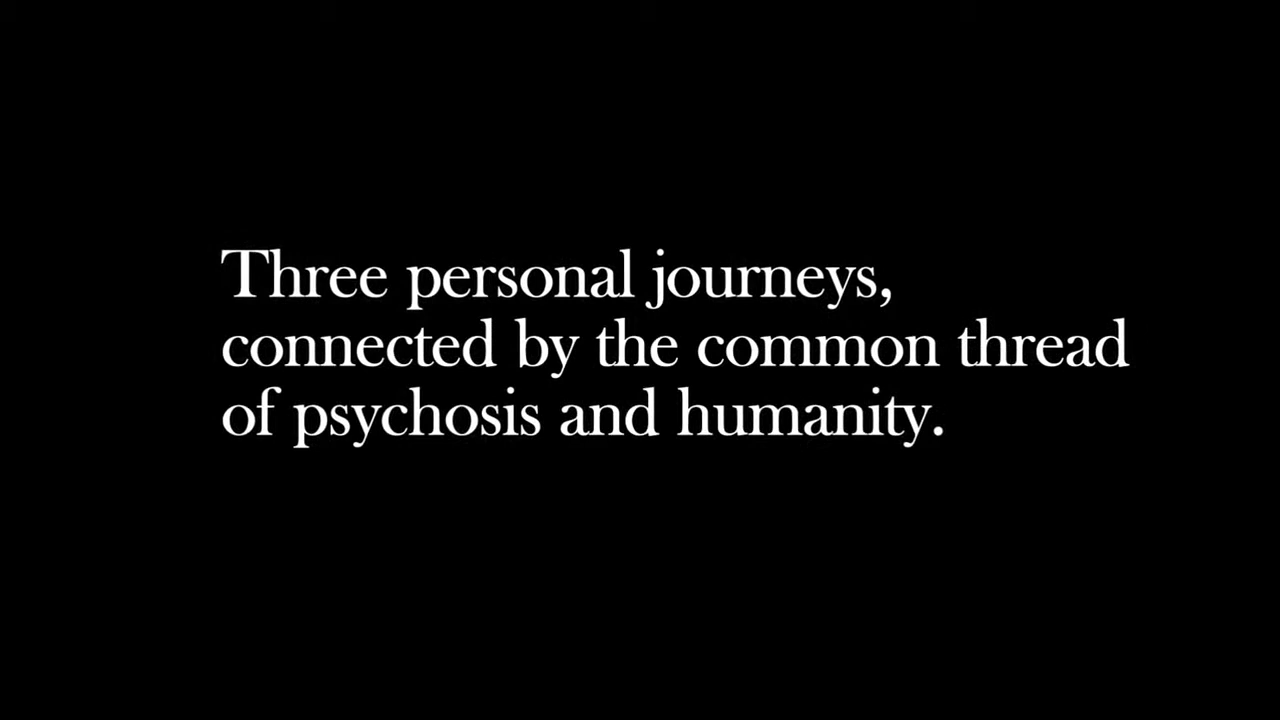 Three personal journeys,
connected by the common thread
of psychosis and humanity.